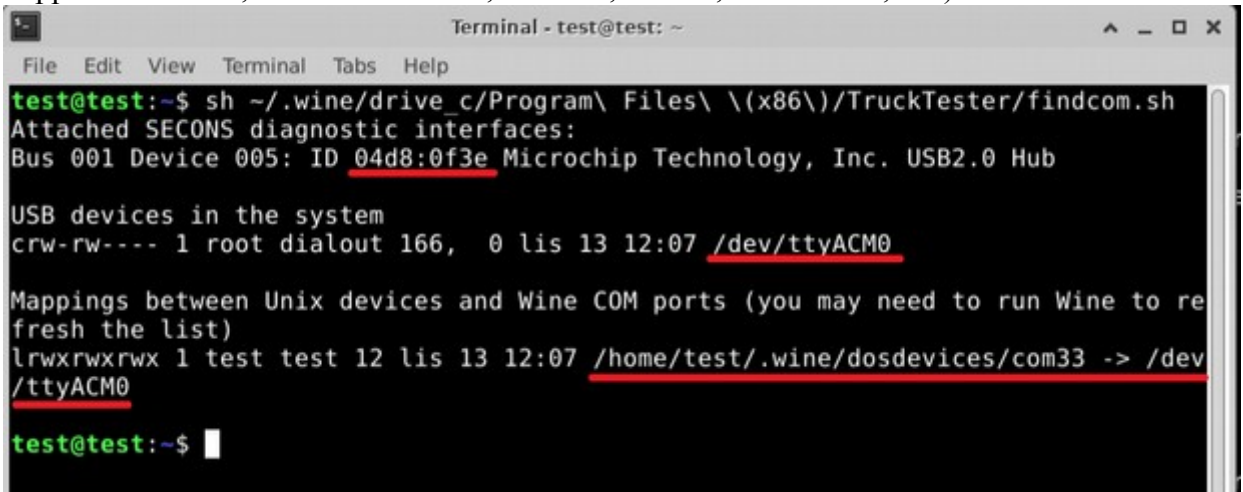 Terminal - test@test: ~
File Edit View Terminal Tabs Help
test@test:~$ sh ~/.wine/drive_c/Program\ Files\ \(x86\)/TruckTester/findcom.sh
Attached SECONS diagnostic interfaces:
Bus 001 Device 005: ID 04d8:0f3e Microchip Technology, Inc. USB2.0 Hub
USB devices in the system
crw-rw---- 1 root dialout 166, 0 lis 13 12:07 /dev/ttyACM0
Mappings between Unix devices and Wine COM ports (you may need to run Wine to re
fresh the list)
lrwxrwxrwx 1 test test 12 lis 13 12:07 /home/test/.wine/dosdevices/com33 -> /dev
/ttyACM0
test@test:~$